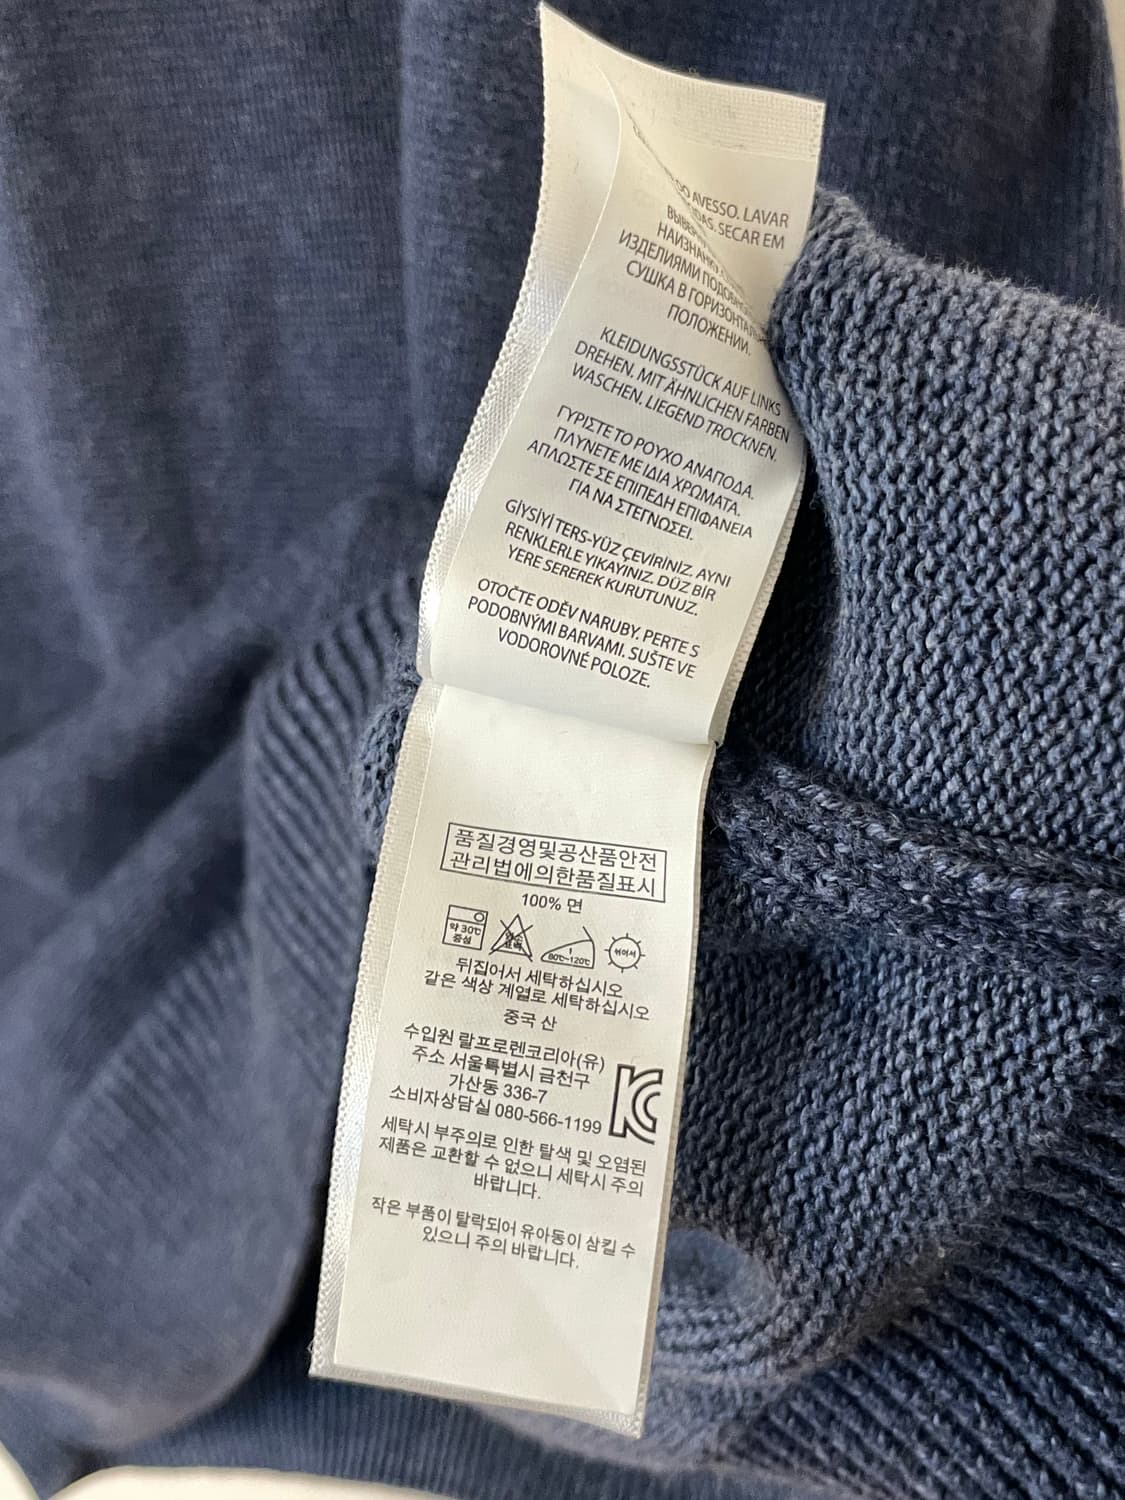 DO AVESSO. LAVAR
SECAR EM
НАИЗНАНКУ.
ИЗДЕЛИЯМИ
СУШКА В
ПОЛОЖЕНИИ.
KLEIDUNGSSTÜCK AUF LINKS
DREHEN. MIT ÄHNLICHEN FARBEN
WASCHEN. LIEGEND TROCKNEN.
ΓΥΡΙΣΤΕ ΤΟ ΡΟΥΧΟ ΑΝΑΠΟΔΑ.
ΠΛΥΝΕΤΕ ΜΕ ΙΔΙΑ ΧΡΩΜΑΤΑ.
ΑΠΛΩΣΤΕ ΣΕ ΕΠΙΠΕΔΗ ΕΠΙΦΑΝΕΙΑ
ΓΙΑ ΝΑ ΣΤΕΓΝΩΣΕΙ.
GİYSİYİ TERS-YÜZ ÇEVİRİNİZ. AYNI
RENKLERLE YIKAYINIZ. DÜZ BİR
YERE SEREREK KURUTUNUZ.
OTOČTE ODĚV NARUBY. PERTE S
PODOBNÝMI BARVAMI. SUŠTE VE
VODOROVNÉ POLOZE.
품질경영및공산품안전
관리법에의한품질표시
100% 면
약 30℃
중성
염소
표백
80℃~120℃
뉘어서
뒤집어서 세탁하십시오
같은 색상 계열로 세탁하십시오
중국 산
수입원 랄프로렌코리아(유)
주소 서울특별시 금천구
가산동 336-7
소비자상담실 080-566-1199
세탁시 부주의로 인한 탈색 및 오염된
제품은 교환할 수 없으니 세탁시 주의
바랍니다.
작은 부품이 탈락되어 유아동이 삼킬 수
있으니 주의 바랍니다.